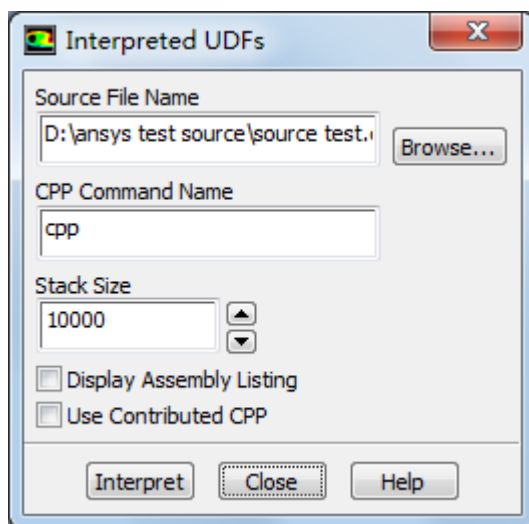 Interpreted UDFs
Source File Name
D:\ansys test source\source test.
Browse...
CPP Command Name
cpp
Stack Size
10000
Display Assembly Listing
Use Contributed CPP
Interpret Close Help